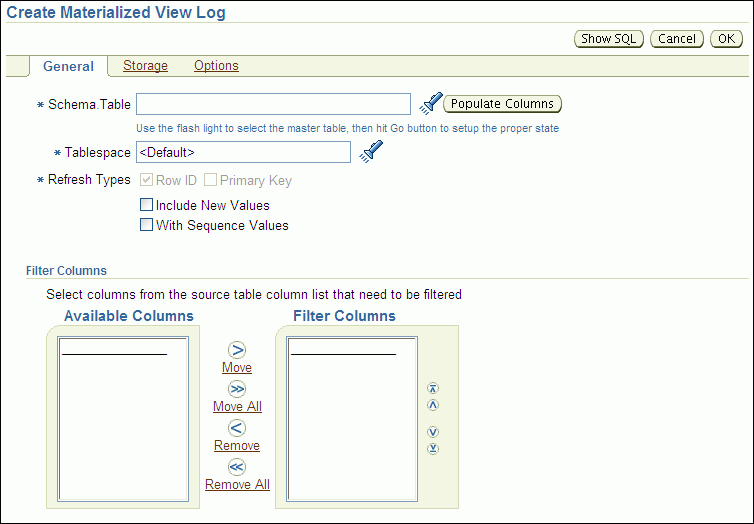 Create Materialized View Log
Show SQL Cancel OK
General Storage Options
* Schema.Table Populate Columns
Use the flash light to select the master table, then hit Go button to setup the proper state
* Tablespace <Default>
* Refresh Types Row ID Primary Key
Include New Values
With Sequence Values
Filter Columns
Select columns from the source table column list that need to be filtered
Available Columns Filter Columns
Move
Move All
Remove
Remove All